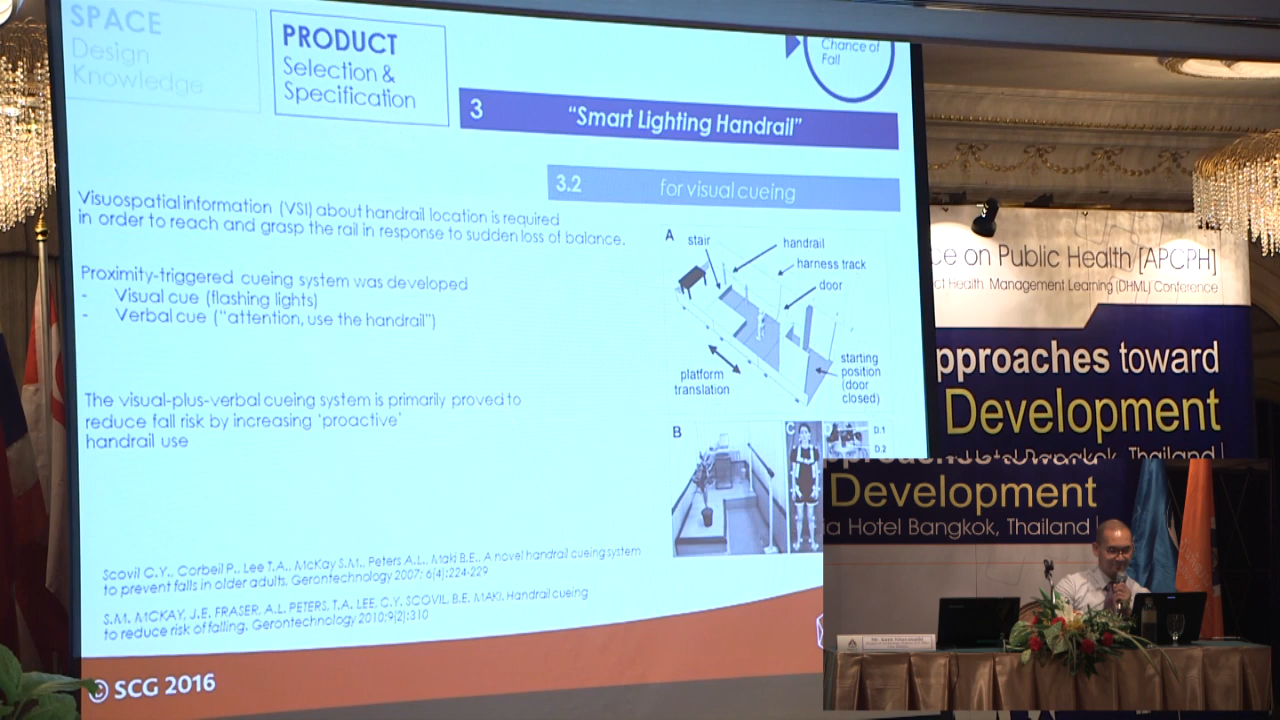 SPACE
Design
Knowledge
PRODUCT
Selection &
Specification
Chance of
Fall
3 "Smart Lighting Handrail"
3.2 for visual cueing
Visuospatial information (VSI) about handrail location is required
in order to reach and grasp the rail in response to sudden loss of balance.
Proximity-triggered cueing system was developed
- Visual cue (flashing lights)
- Verbal cue ("attention, use the handrail")
The visual-plus-verbal cueing system is primarily proved to
reduce fall risk by increasing 'proactive'
handrail use
A
stair
handrail
harness track
door
platform
translation
starting
position
(door
closed)
B
C
D.1
D.2
Scovil C.Y., Corbeil P., Lee T.A., McKay S.M., Peters A.L., Maki B.E., A novel handrail cueing system
to prevent falls in older adults. Gerontechnology 2007; 6(4):224-229
S.M. MCKAY, J.E. FRASER, A.L. PETERS, T.A. LEE, C.Y. SCOVIL, B.E. MAKI. Handrail cueing
to reduce risk of falling. Gerontechnology 2010;9(2):310
© SCG 2016
ce on Public Health [APCPH]
ct Health Management Learning (DHML) Conference
pproaches toward
Development
Hotel Bangkok, Thailand
Development
a Hotel Bangkok, Thailand